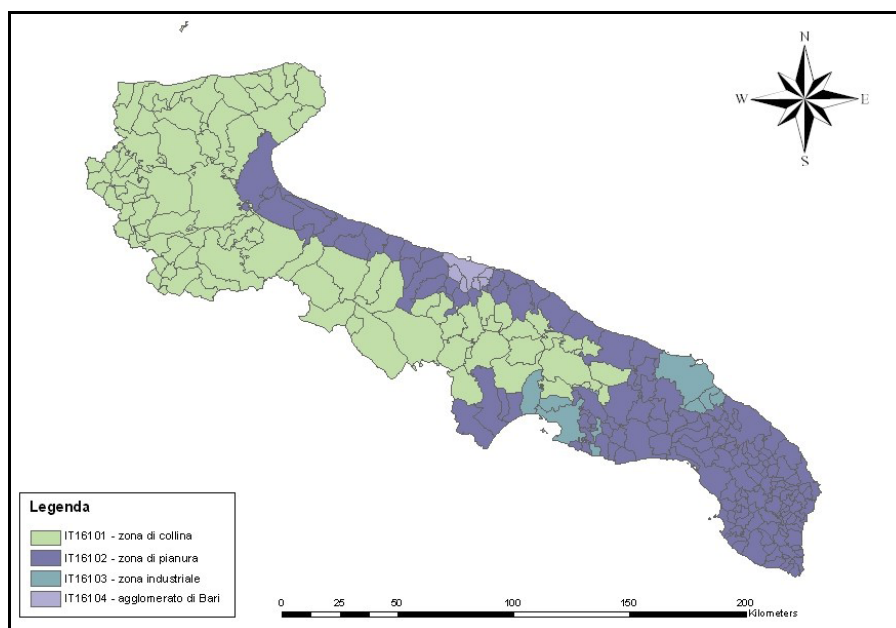 N
W E
S
Legenda
IT16101 - zona di collina
IT16102 - zona di pianura
IT16103 - zona industriale
IT16104 - agglomerato di Bari
0 25 50 100 150 200
Kilometers